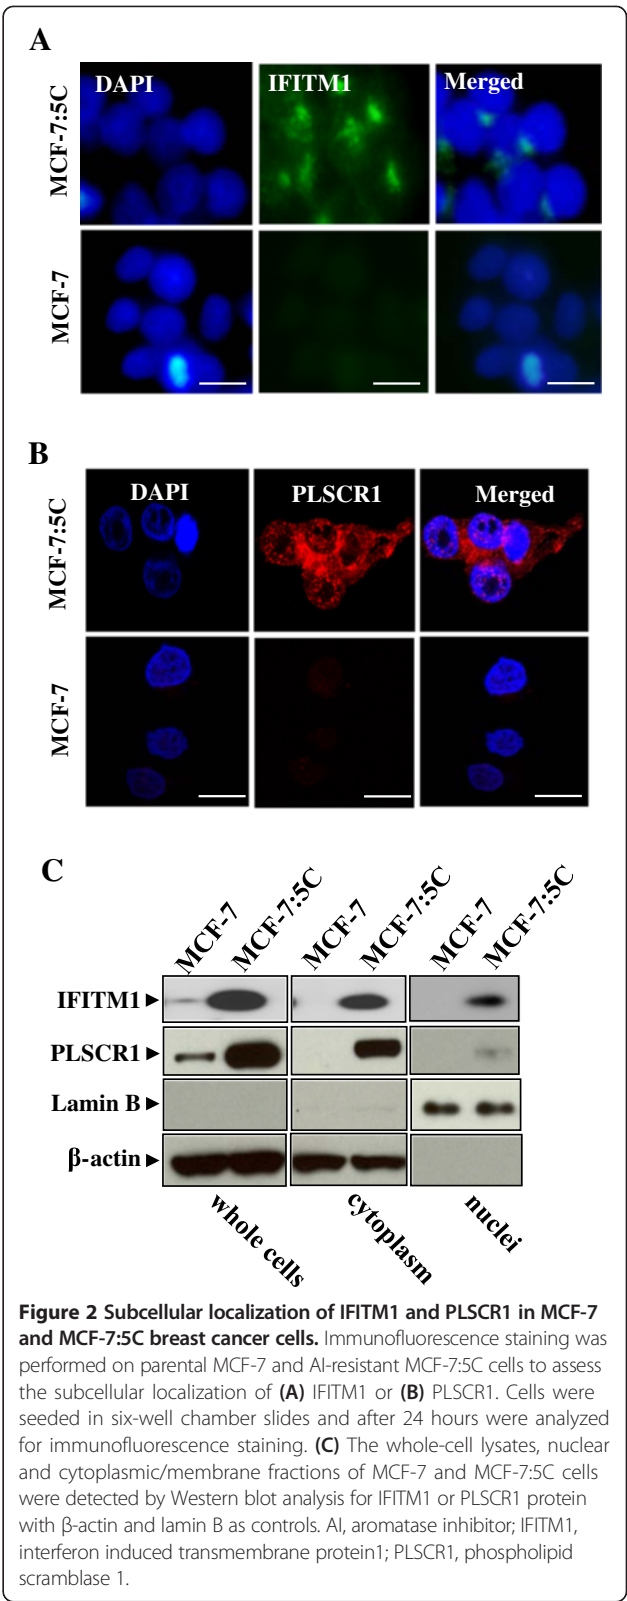 A
DAPI IFITM1 Merged
MCF-7:5C
MCF-7
B
DAPI PLSCR1 Merged
MCF-7:5C
MCF-7
C
MCF-7 MCF-7:5C MCF-7 MCF-7:5C MCF-7 MCF-7:5C
IFITM1
PLSCR1
Lamin B
β-actin
whole cells cytoplasm nuclei
Figure 2 Subcellular localization of IFITM1 and PLSCR1 in MCF-7
and MCF-7:5C breast cancer cells. Immunofluorescence staining was
performed on parental MCF-7 and AI-resistant MCF-7:5C cells to assess
the subcellular localization of (A) IFITM1 or (B) PLSCR1. Cells were
seeded in six-well chamber slides and after 24 hours were analyzed
for immunofluorescence staining. (C) The whole-cell lysates, nuclear
and cytoplasmic/membrane fractions of MCF-7 and MCF-7:5C cells
were detected by Western blot analysis for IFITM1 or PLSCR1 protein
with β-actin and lamin B as controls. AI, aromatase inhibitor; IFITM1,
interferon induced transmembrane protein1; PLSCR1, phospholipid
scramblase 1.